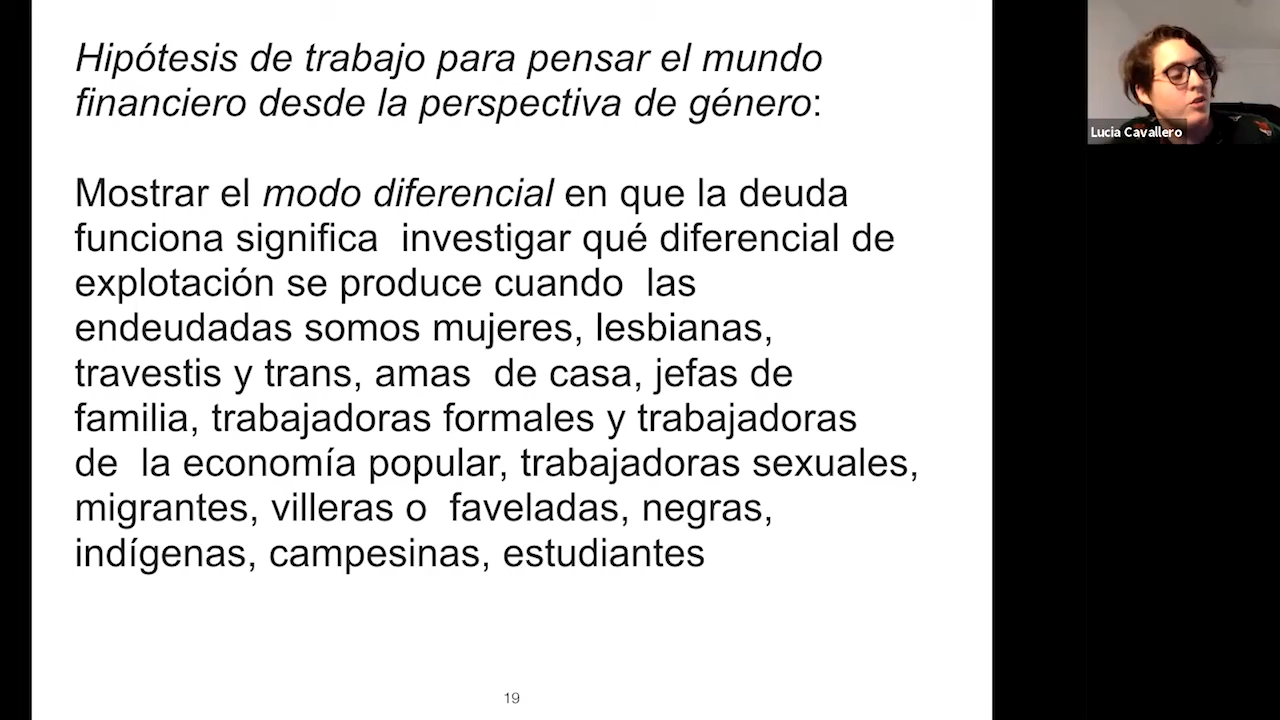 Hipótesis de trabajo para pensar el mundo
financiero desde la perspectiva de género:
Mostrar el modo diferencial en que la deuda
funciona significa investigar qué diferencial de
explotación se produce cuando las
endeudadas somos mujeres, lesbianas,
travestis y trans, amas de casa, jefas de
familia, trabajadoras formales y trabajadoras
de la economía popular, trabajadoras sexuales,
migrantes, villeras o faveladas, negras,
indígenas, campesinas, estudiantes
19
Lucia Cavallero